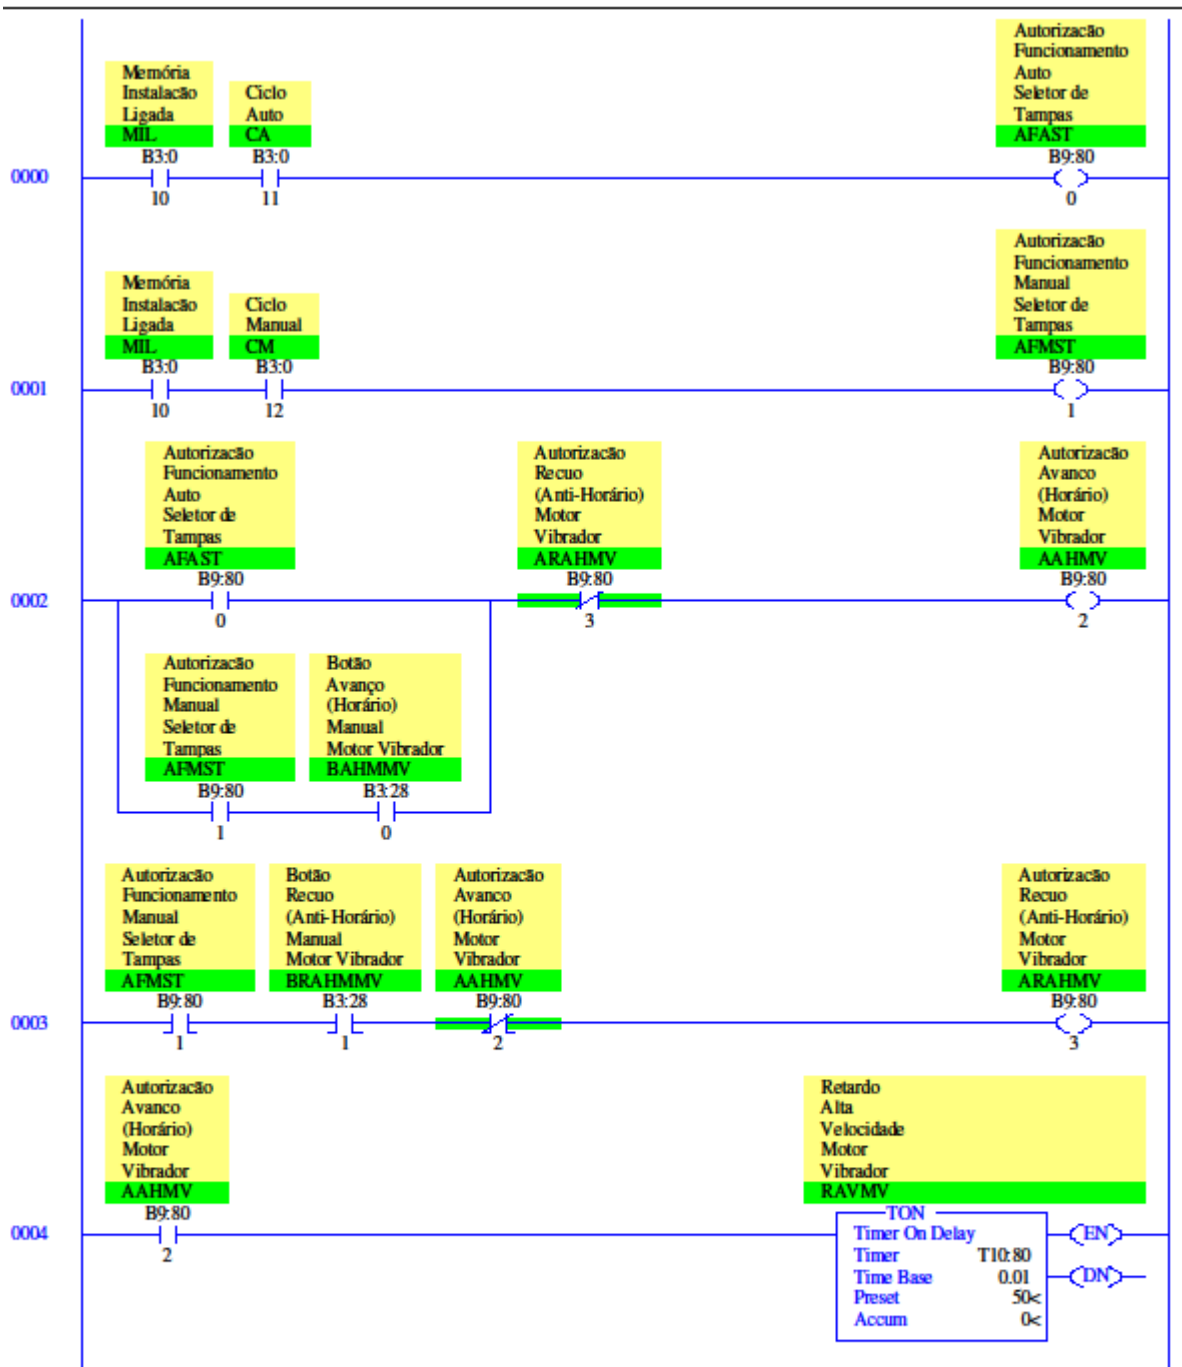 Memória
Instalacão
Ligada
MIL
B3:0
10
Ciclo
Auto
CA
B3:0
11
Autorizacão
Funcionamento
Auto
Seletor de
Tampas
AFAST
B9:80
0
0000
Memória
Instalacão
Ligada
MIL
B3:0
10
Ciclo
Manual
CM
B3:0
12
Autorizacão
Funcionamento
Manual
Seletor de
Tampas
AFMST
B9:80
1
0001
Autorizacão
Funcionamento
Auto
Seletor de
Tampas
AFAST
B9:80
0
Autorizacão
Recuo
(Anti-Horário)
Motor
Vibrador
ARAHMV
B9:80
3
Autorizacão
Avanco
(Horário)
Motor
Vibrador
AAHMV
B9:80
2
0002
Autorizacão
Funcionamento
Manual
Seletor de
Tampas
AFMST
B9:80
1
Botão
Avanço
(Horário)
Manual
Motor Vibrador
BAHMMV
B3:28
0
Autorizacão
Funcionamento
Manual
Seletor de
Tampas
AFMST
B9:80
1
Botão
Recuo
(Anti-Horário)
Manual
Motor Vibrador
BRAHMMV
B3:28
1
Autorizacão
Avanco
(Horário)
Motor
Vibrador
AAHMV
B9:80
2
Autorizacão
Recuo
(Anti-Horário)
Motor
Vibrador
ARAHMV
B9:80
3
0003
Autorizacão
Avanco
(Horário)
Motor
Vibrador
AAHMV
B9:80
2
Retardo
Alta
Velocidade
Motor
Vibrador
RAVMV
0004
TON
Timer On Delay
Timer T10:80
Time Base 0.01
Preset 50<
Accum 0<
EN
DN